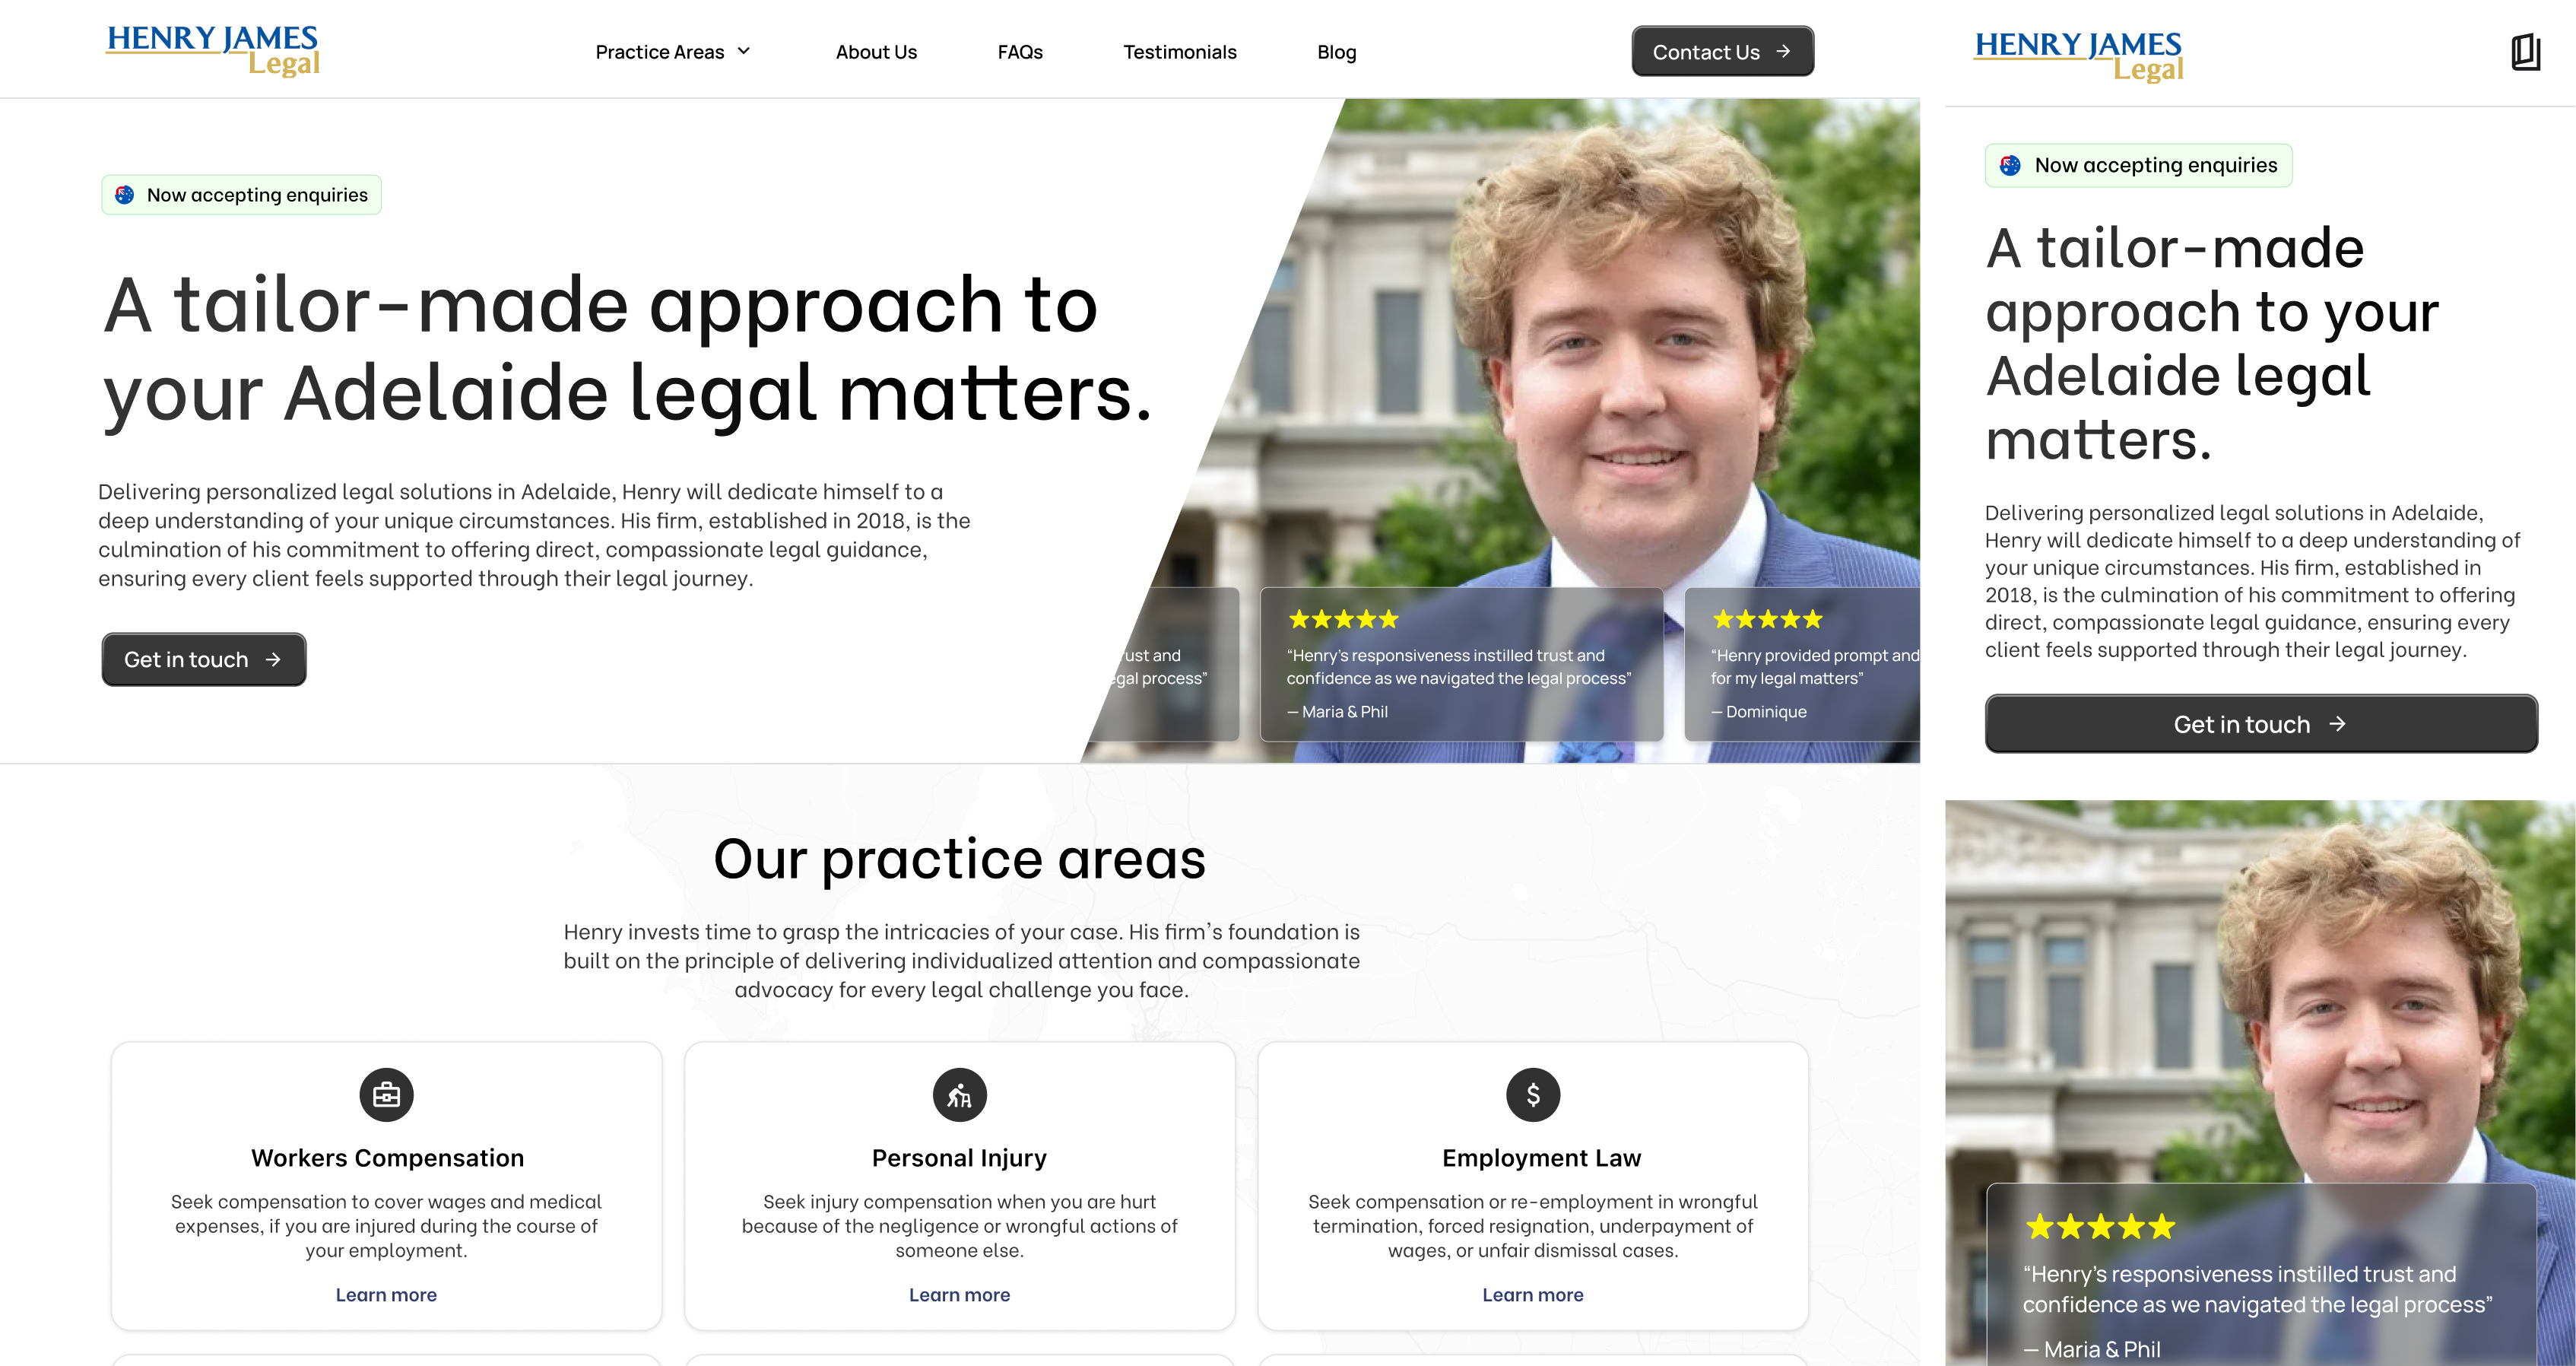 HENRY JAMES
Legal
Practice Areas
About Us
FAQs
Testimonials
Blog
Contact Us
Now accepting enquiries
A tailor-made approach to
your Adelaide legal matters.
Delivering personalized legal solutions in Adelaide, Henry will dedicate himself to a
deep understanding of your unique circumstances. His firm, established in 2018, is the
culmination of his commitment to offering direct, compassionate legal guidance,
ensuring every client feels supported through their legal journey.
Get in touch
and
process”
“Henry’s responsiveness instilled trust and
confidence as we navigated the legal process”
— Maria & Phil
“Henry provided prompt and
for my legal matters”
— Dominique
Our practice areas
Henry invests time to grasp the intricacies of your case. His firm's foundation is
built on the principle of delivering individualized attention and compassionate
advocacy for every legal challenge you face.
Workers Compensation
Seek compensation to cover wages and medical
expenses, if you are injured during the course of
your employment.
Learn more
Personal Injury
Seek injury compensation when you are hurt
because of the negligence or wrongful actions of
someone else.
Learn more
Employment Law
Seek compensation or re-employment in wrongful
termination, forced resignation, underpayment of
wages, or unfair dismissal cases.
Learn more
HENRY JAMES
Legal
Now accepting enquiries
A tailor-made
approach to your
Adelaide legal
matters.
Delivering personalized legal solutions in Adelaide,
Henry will dedicate himself to a deep understanding of
your unique circumstances. His firm, established in
2018, is the culmination of his commitment to offering
direct, compassionate legal guidance, ensuring every
client feels supported through their legal journey.
Get in touch
“Henry’s responsiveness instilled trust and
confidence as we navigated the legal process”
— Maria & Phil